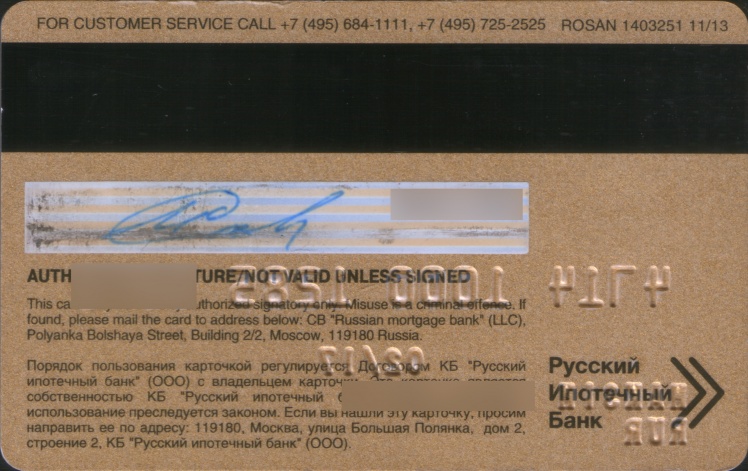 FOR CUSTOMER SERVICE CALL +7 (495) 684-1111, +7 (495) 725-2525 ROSAN 1403251 11/13
AUTH TURE/NOT VALID UNLESS SIGNED
This ca authorized signatory only. Misuse is a criminal offence. If
found, please mail the card to address below: CB "Russian mortgage bank" (LLC),
Polyanka Bolshaya Street, Building 2/2, Moscow, 119180 Russia.
Порядок пользования карточкой регулируется Договором КБ "Русский
ипотечный банк" (ООО) с владельцем карточки. Эта карточка является
собственностью КБ "Русский ипотечный
использование преследуется законом. Если вы нашли эту карточку, просим
направить ее по адресу: 119180, Москва, улица Большая Полянка, дом 2,
строение 2, КБ "Русский ипотечный банк" (ООО).
Русский
Ипотечный
Банк